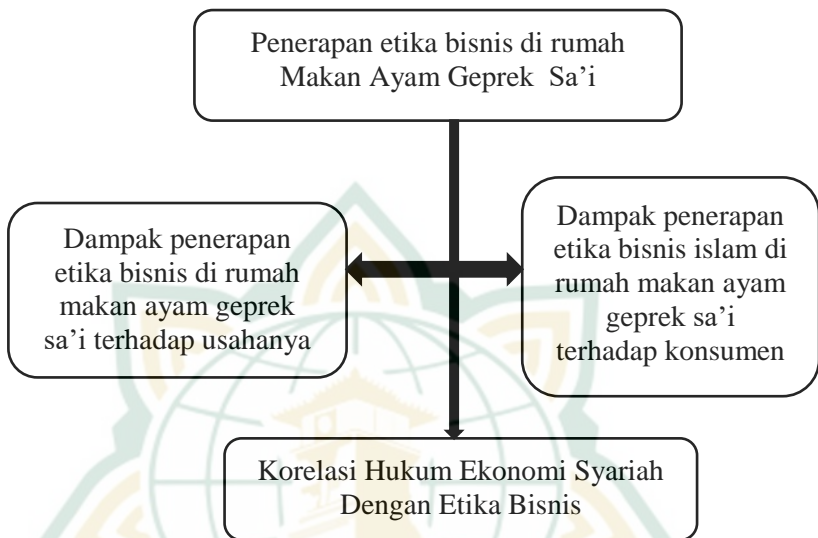 Penerapan etika bisnis di rumah
Makan Ayam Geprek Sa’i
Dampak penerapan
etika bisnis di rumah
makan ayam geprek
sa’i terhadap usahanya
Dampak penerapan
etika bisnis islam di
rumah makan ayam
geprek sa’i
terhadap konsumen
Korelasi Hukum Ekonomi Syariah
Dengan Etika Bisnis